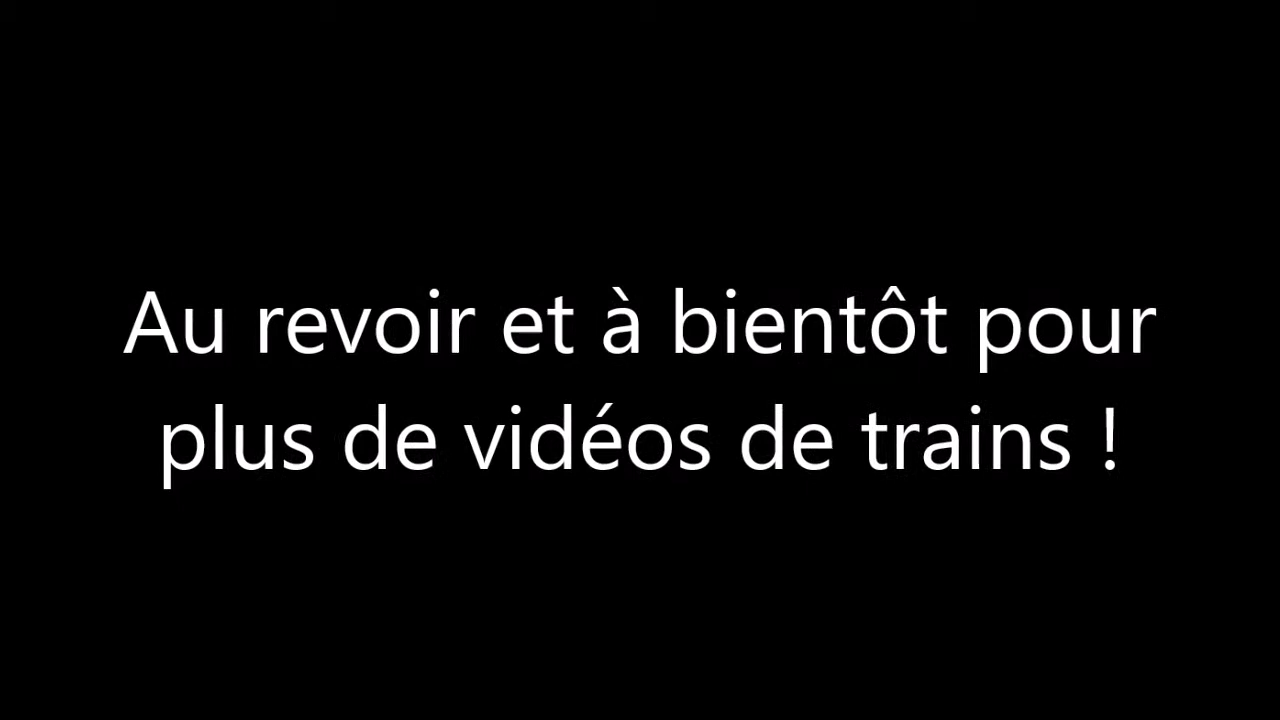 Au revoir et à bientôt pour
plus de vidéos de trains !